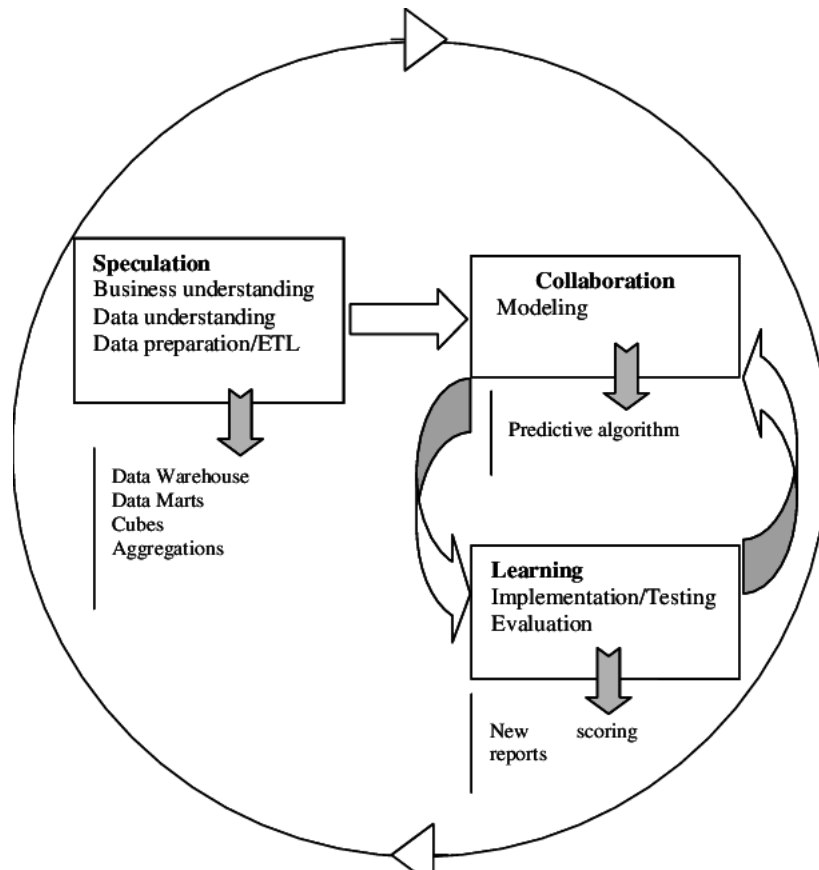 Speculation
Business understanding
Data understanding
Data preparation/ETL
Data Warehouse
Data Marts
Cubes
Aggregations
Collaboration
Modeling
Predictive algorithm
Learning
Implementation/Testing
Evaluation
New scoring
reports